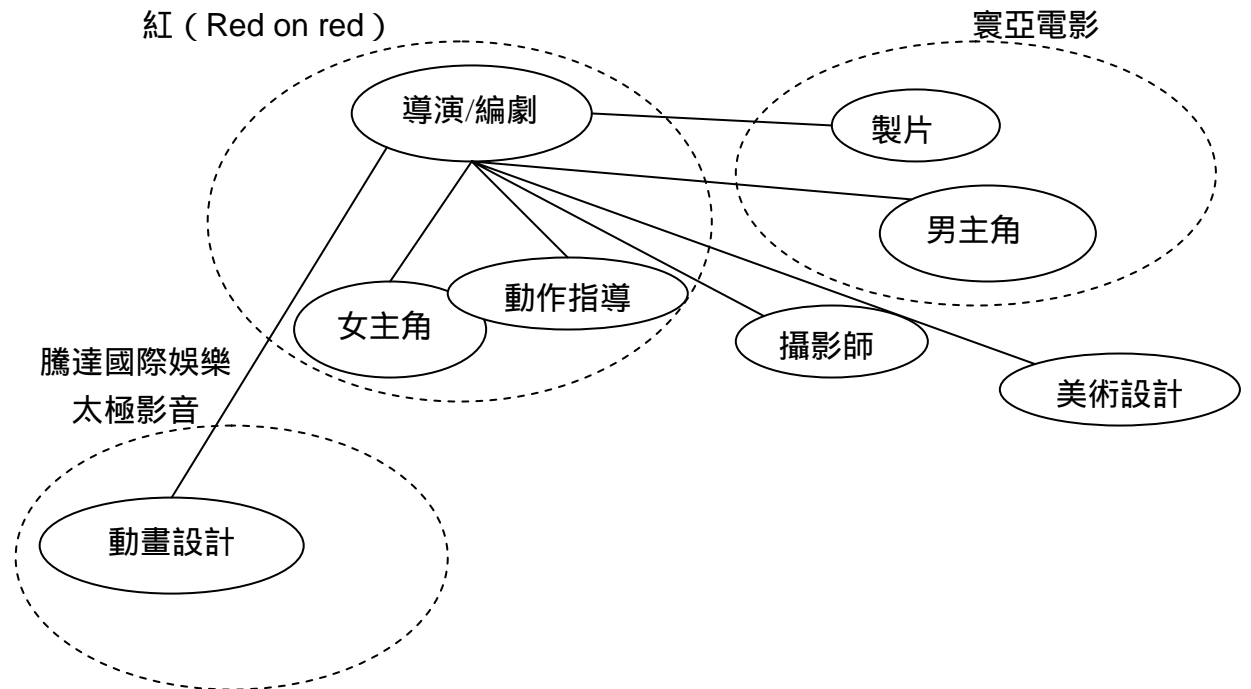 紅（Red on red）
寰亞電影
導演/編劇
製片
男主角
動作指導
女主角
攝影師
騰達國際娛樂
太極影音
美術設計
動畫設計